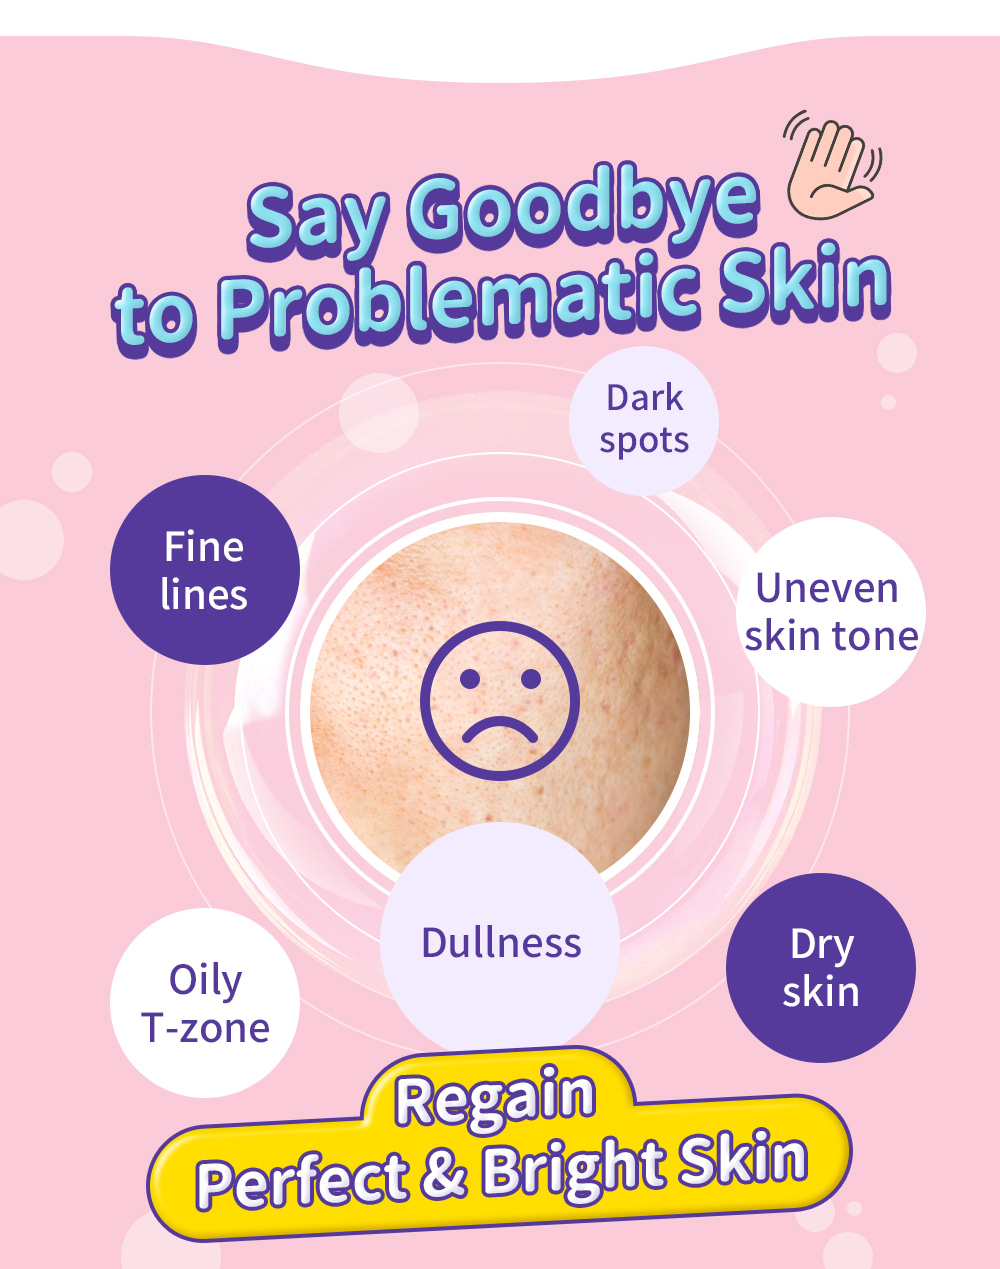 Say Goodbye
to Problematic Skin
Dark
spots
Fine
lines
Uneven
skin tone
Dullness
Dry
skin
Oily
T-zone
Regain
Perfect & Bright Skin